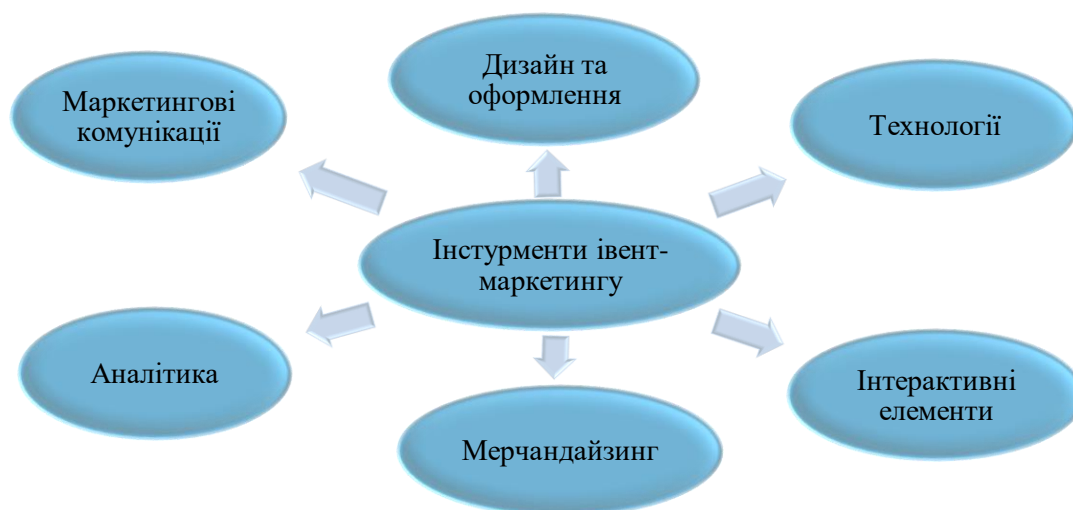 Дизайн та
оформлення
Маркетингові
комунікації
Технології
Інстурменти івент-
маркетингу
Аналітика
Інтерактивні
елементи
Мерчандайзинг